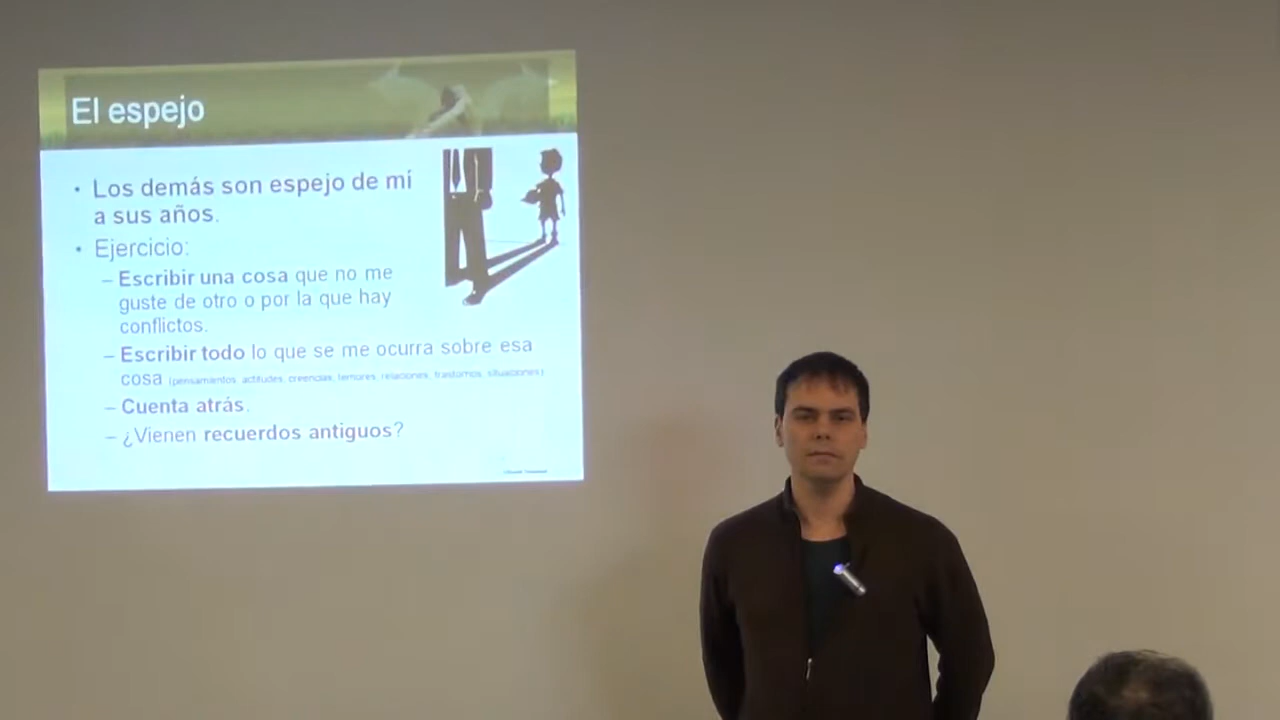 El espejo
• Los demás son espejo de mí
a sus años.
• Ejercicio:
– Escribir una cosa que no me
guste de otro o por la que hay
conflictos.
– Escribir todo lo que se me ocurra sobre esa
cosa (pensamientos, actitudes, creencias, temores, relaciones, trastornos, situaciones)
– Cuenta atrás.
– ¿Vienen recuerdos antiguos?